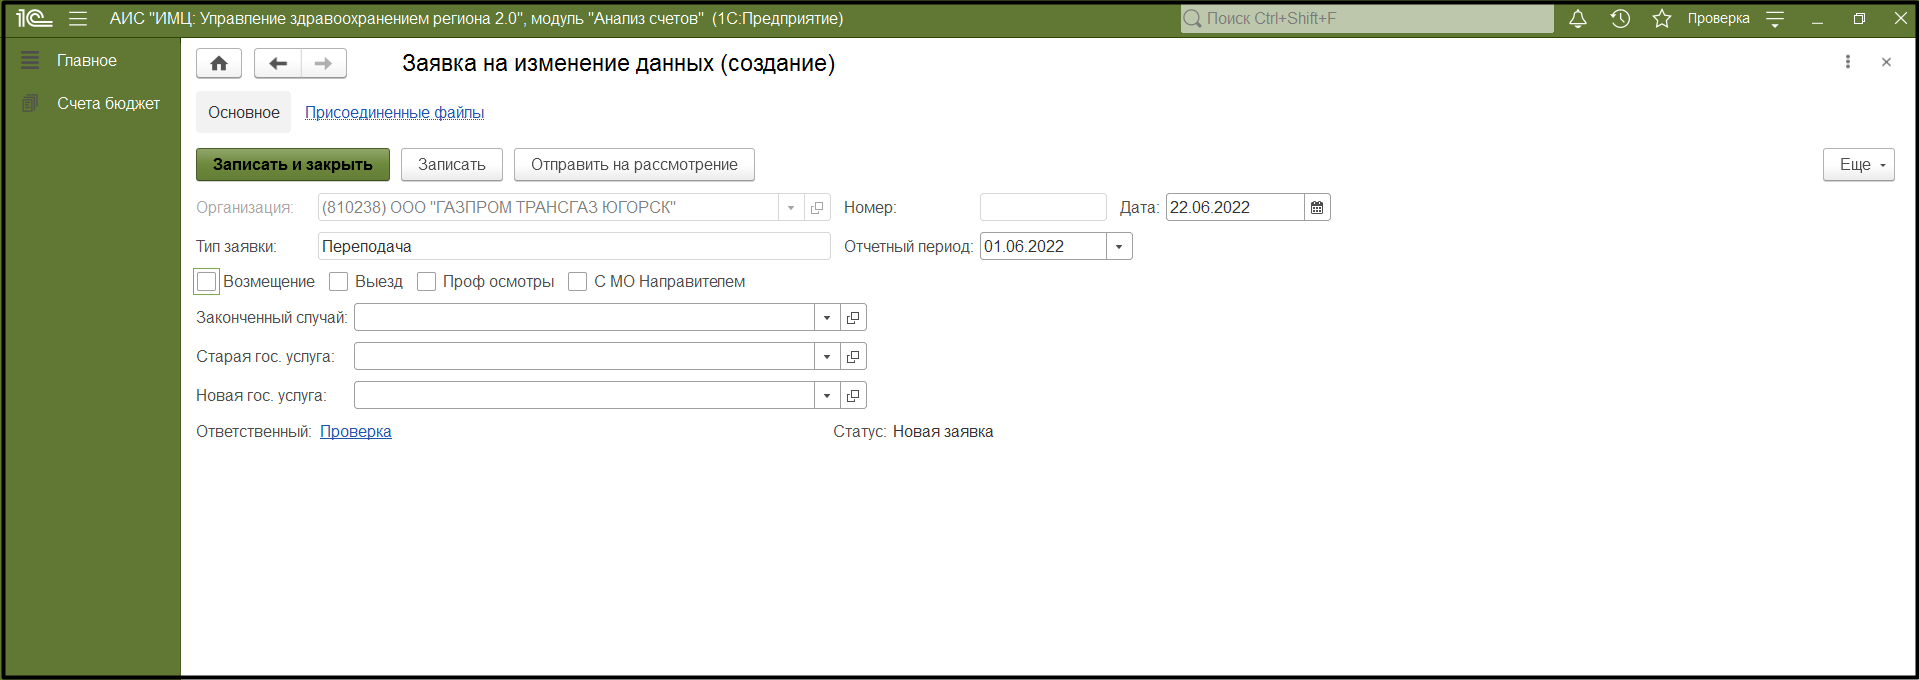 1С АИС "ИМЦ: Управление здравоохранением региона 2.0", модуль "Анализ счетов" (1С:Предприятие) Поиск Ctrl+Shift+F Проверка
Главное
Счета бюджет
Заявка на изменение данных (создание)
Основное Присоединенные файлы
Записать и закрыть Записать Отправить на рассмотрение Еще
Организация: (810238) ООО "ГАЗПРОМ ТРАНСГАЗ ЮГОРСК" Номер: Дата: 22.06.2022
Тип заявки: Переподача Отчетный период: 01.06.2022
Возмещение Выезд Проф осмотры С МО Направителем
Законченный случай:
Старая гос. услуга:
Новая гос. услуга:
Ответственный: Проверка Статус: Новая заявка